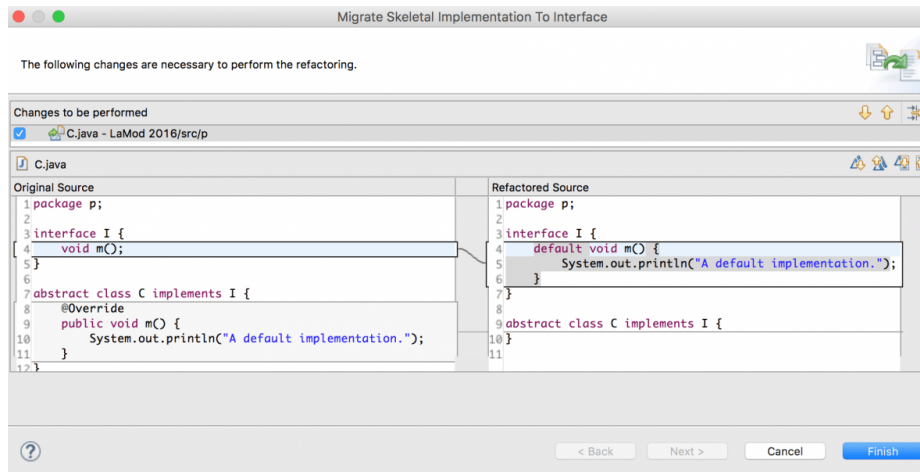 Migrate Skeletal Implementation To Interface
The following changes are necessary to perform the refactoring.
Changes to be performed
C.java - LaMod 2016/src/p
C.java
Original Source
1 package p;
2
3 interface I {
4     void m();
5 }
6
7 abstract class C implements I {
8     @Override
9     public void m() {
10         System.out.println("A default implementation.");
11     }
12 }
Refactored Source
1 package p;
2
3 interface I {
4     default void m() {
5         System.out.println("A default implementation.");
6     }
7 }
8
9 abstract class C implements I {
10 }
11
?
< Back
Next >
Cancel
Finish